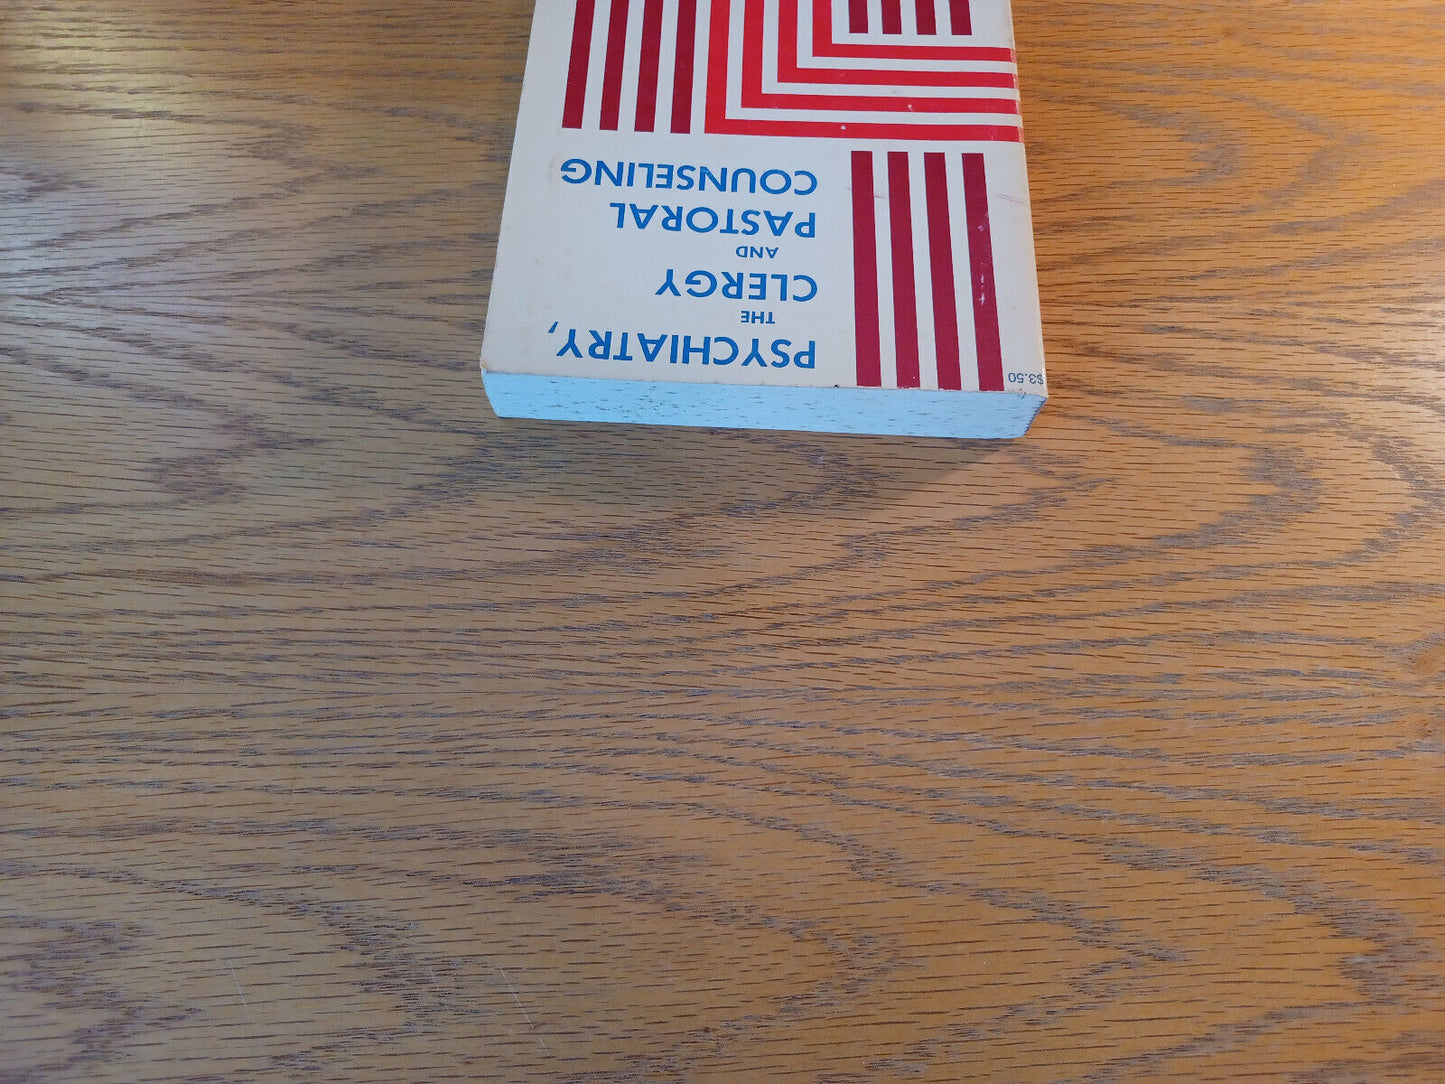 $3.50
PSYCHIATRY,
THE
CLERGY
AND
PASTORAL
COUNSELING